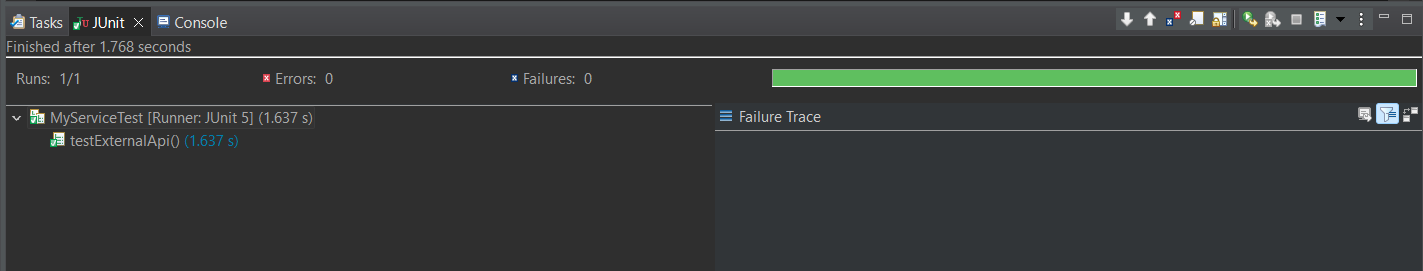 Tasks JUnit Console
Finished after 1.768 seconds
Runs: 1/1 Errors: 0 Failures: 0
MyServiceTest [Runner: JUnit 5] (1.637 s)
testExternalApi() (1.637 s)
Failure Trace